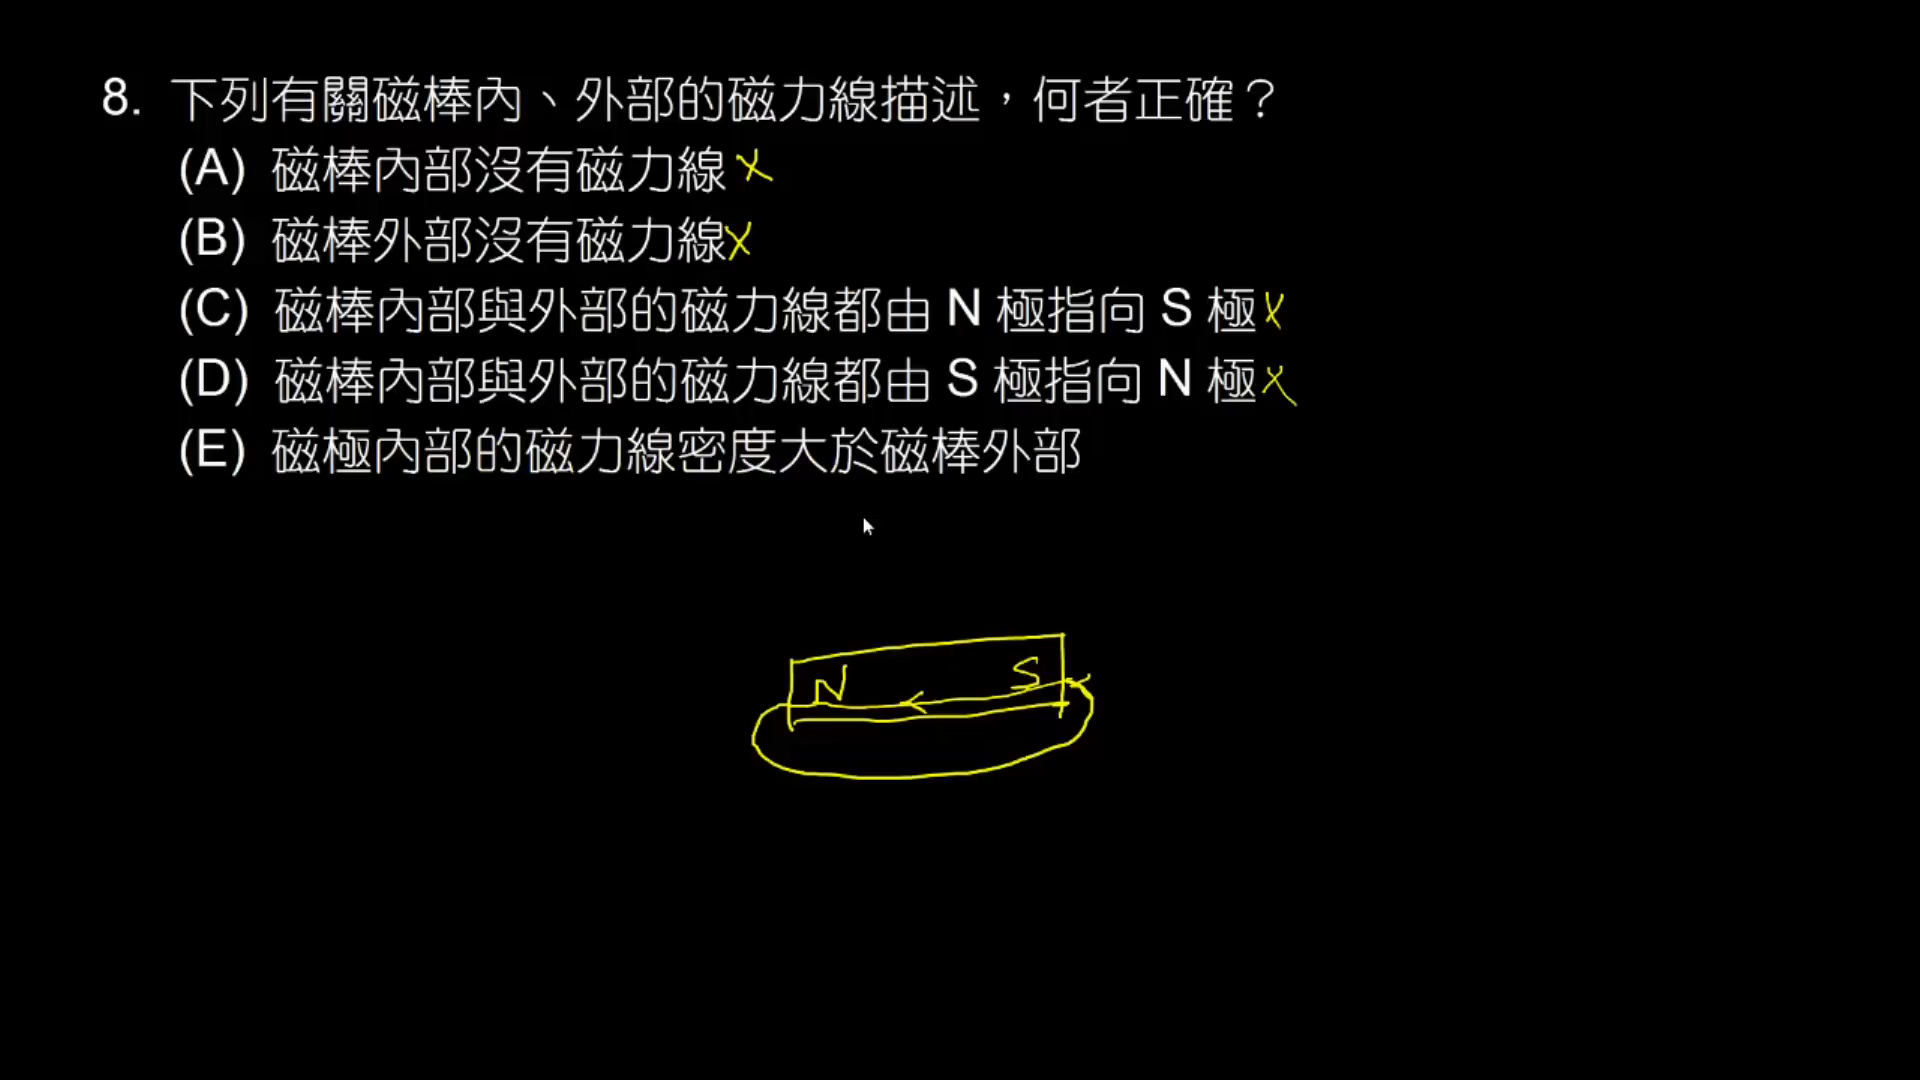 8. 下列有關磁棒內、外部的磁力線描述，何者正確？
(A) 磁棒內部沒有磁力線 x
(B) 磁棒外部沒有磁力線 x
(C) 磁棒內部與外部的磁力線都由 N 極指向 S 極 x
(D) 磁棒內部與外部的磁力線都由 S 極指向 N 極 x
(E) 磁極內部的磁力線密度大於磁棒外部
N S